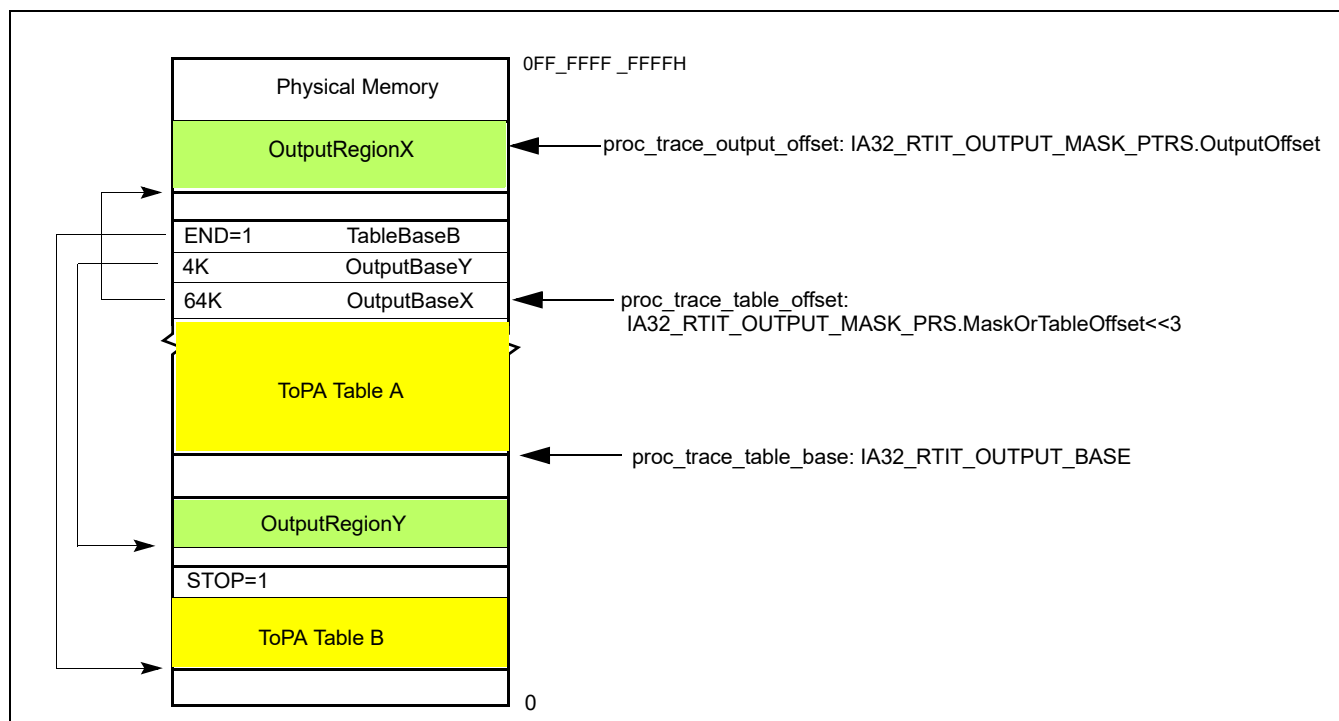 0FF_FFFF _FFFFH
Physical Memory
OutputRegionX
proc_trace_output_offset: IA32_RTIT_OUTPUT_MASK_PTRS.OutputOffset
END=1 TableBaseB
4K OutputBaseY
64K OutputBaseX
proc_trace_table_offset:
IA32_RTIT_OUTPUT_MASK_PRS.MaskOrTableOffset<<3
ToPA Table A
proc_trace_table_base: IA32_RTIT_OUTPUT_BASE
OutputRegionY
STOP=1
ToPA Table B
0